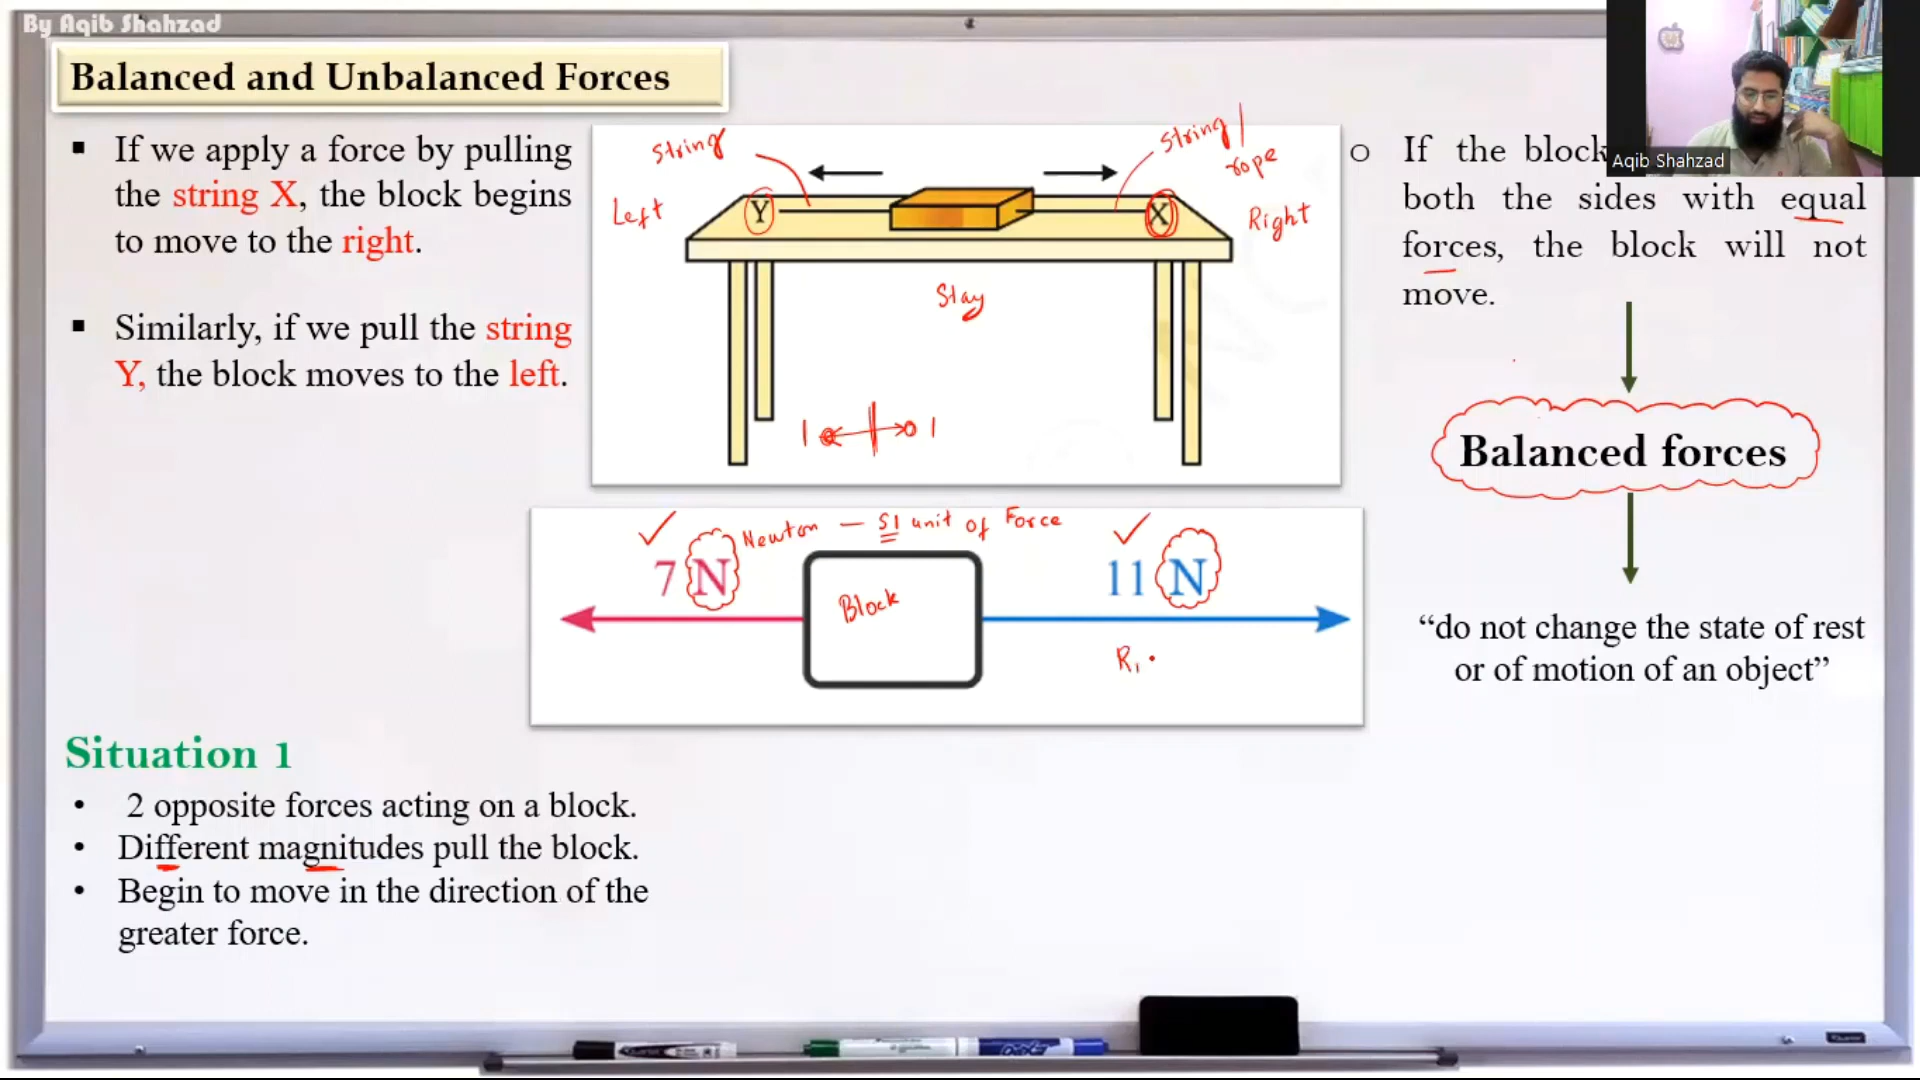 By Aqib Shahzad
Balanced and Unbalanced Forces
▪ If we apply a force by pulling
the string X, the block begins
to move to the right.
▪ Similarly, if we pull the string
Y, the block moves to the left.
String
String /
rope
Left
Y
X
Right
Stay
1
1
Newton — SI unit of Force
7 N
11 N
Block
R,
o If the block
both the sides with equal
forces, the block will not
move.
Balanced forces
“do not change the state of rest
or of motion of an object”
Aqib Shahzad
Situation 1
• 2 opposite forces acting on a block.
• Different magnitudes pull the block.
• Begin to move in the direction of the
greater force.